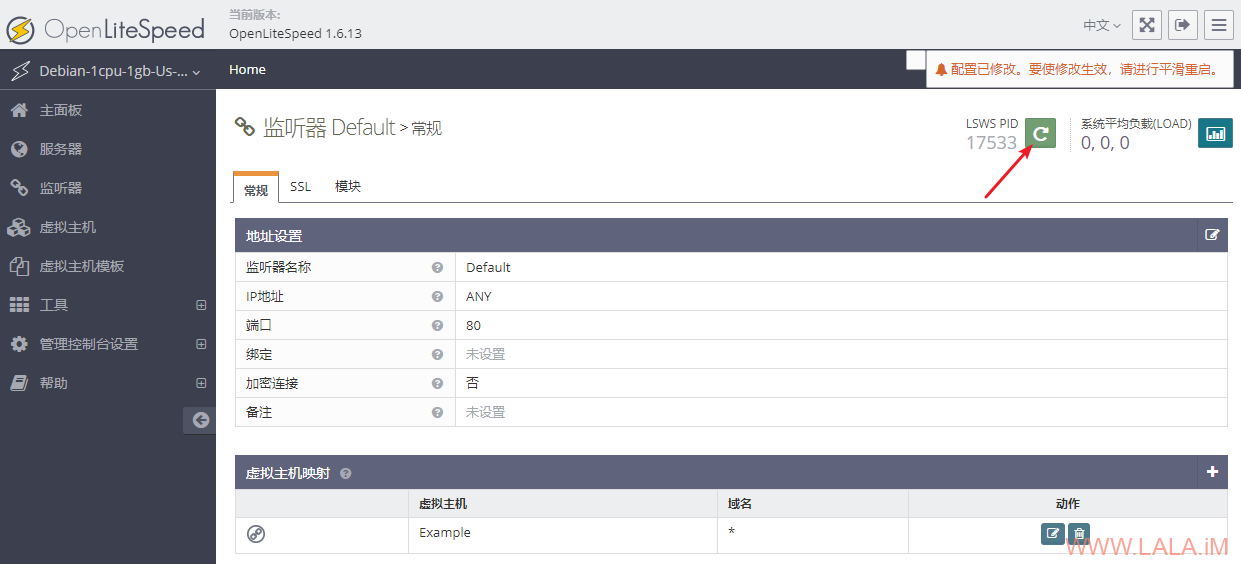 OpenLiteSpeed
当前版本:
OpenLiteSpeed 1.6.13
中文
Debian-1cpu-1gb-Us-...
Home
配置已修改。要使修改生效，请进行平滑重启。
主面板
服务器
监听器
虚拟主机
虚拟主机模板
工具
管理控制台设置
帮助
监听器 Default > 常规
LSWS PID
17533
系统平均负载(LOAD)
0, 0, 0
常规 SSL 模块
地址设置
监听器名称 Default
IP地址 ANY
端口 80
绑定 未设置
加密连接 否
备注 未设置
虚拟主机映射
虚拟主机 域名 动作
Example *
WWW.LALA.iM